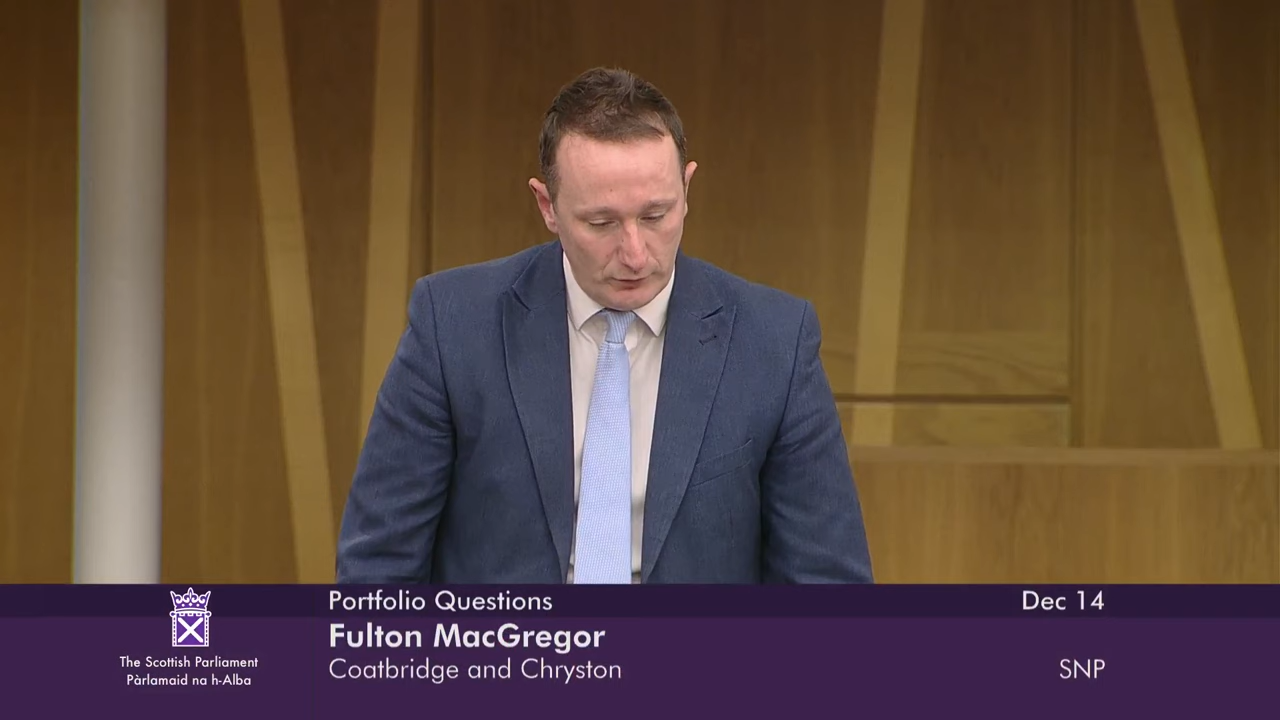 Portfolio Questions
Dec 14
Fulton MacGregor
Coatbridge and Chryston
SNP
The Scottish Parliament
Pàrlamaid na h-Alba